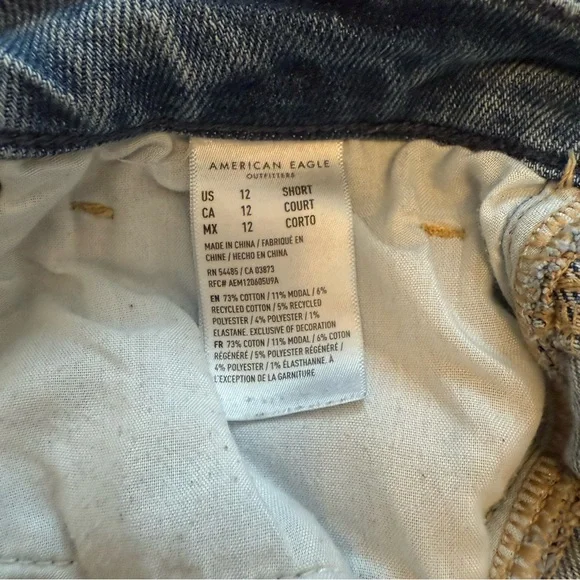 AMERICAN EAGLE
OUTFITTERS
US 12 SHORT
CA 12 COURT
MX 12 CORTO
MADE IN CHINA / FABRIQUÉ EN
CHINE / HECHO EN CHINA
RN 54485 / CA 03873
RFC# AEM120605U9A
EN 73% COTTON / 11% MODAL / 6%
RECYCLED COTTON / 5% RECYCLED
POLYESTER / 4% POLYESTER / 1%
ELASTANE. EXCLUSIVE OF DECORATION
FR 73% COTON / 11% MODAL / 6% COTON
RÉGÉNÉRÉ / 5% POLYESTER RÉGÉNÉRÉ /
4% POLYESTER / 1% ÉLASTHANNE. À
L'EXCEPTION DE LA GARNITURE